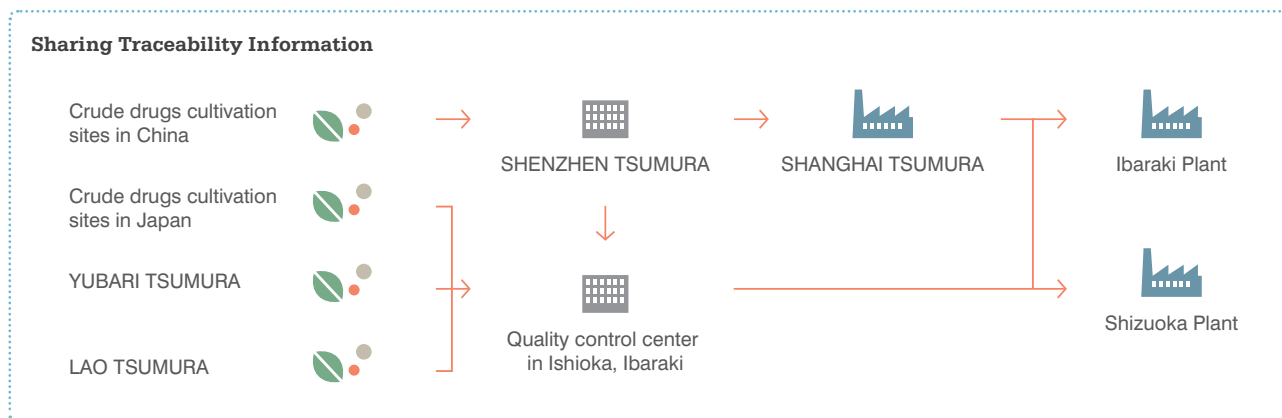 Sharing Traceability Information
Crude drugs cultivation
sites in China
SHENZHEN TSUMURA
SHANGHAI TSUMURA
Ibaraki Plant
Crude drugs cultivation
sites in Japan
YUBARI TSUMURA
Quality control center
in Ishioka, Ibaraki
Shizuoka Plant
LAO TSUMURA